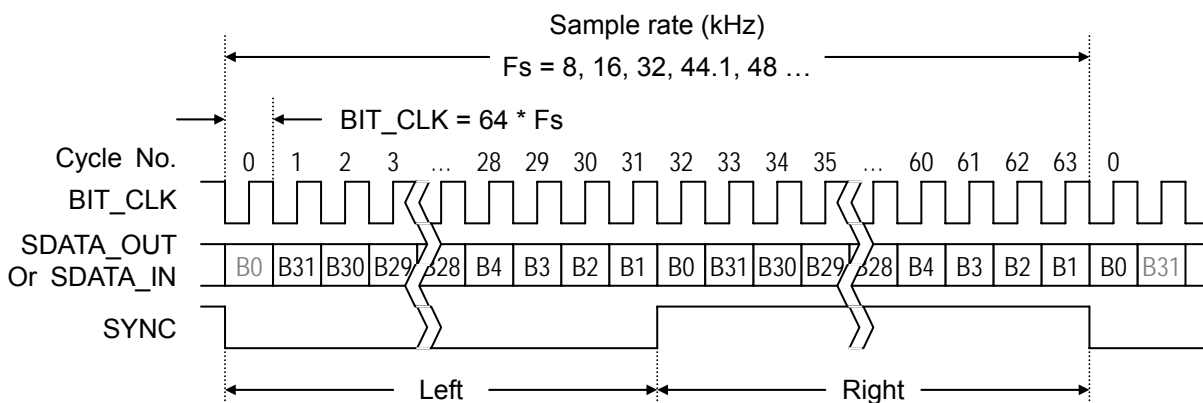 Sample rate (kHz)
Fs = 8, 16, 32, 44.1, 48 ...
BIT_CLK = 64 * Fs
Cycle No. 0 1 2 3 ... 28 29 30 31 32 33 34 35 ... 60 61 62 63 0
BIT_CLK
SDATA_OUT
Or SDATA_IN B0 B31 B30 B29 B28 B4 B3 B2 B1 B0 B31 B30 B29 B28 B4 B3 B2 B1 B0 B31
SYNC
Left Right